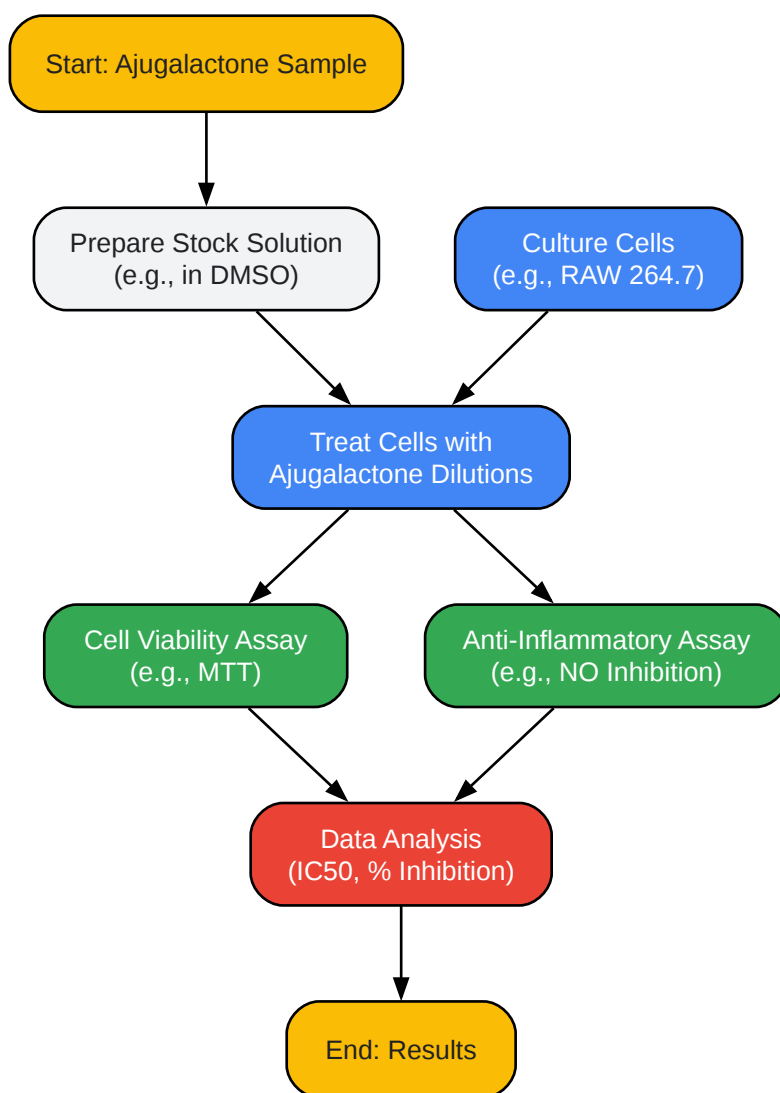 Start: Ajugalactone Sample
Prepare Stock Solution
(e.g., in DMSO)
Culture Cells
(e.g., RAW 264.7)
Treat Cells with
Ajugalactone Dilutions
Cell Viability Assay
(e.g., MTT)
Anti-Inflammatory Assay
(e.g., NO Inhibition)
Data Analysis
(IC50, % Inhibition)
End: Results